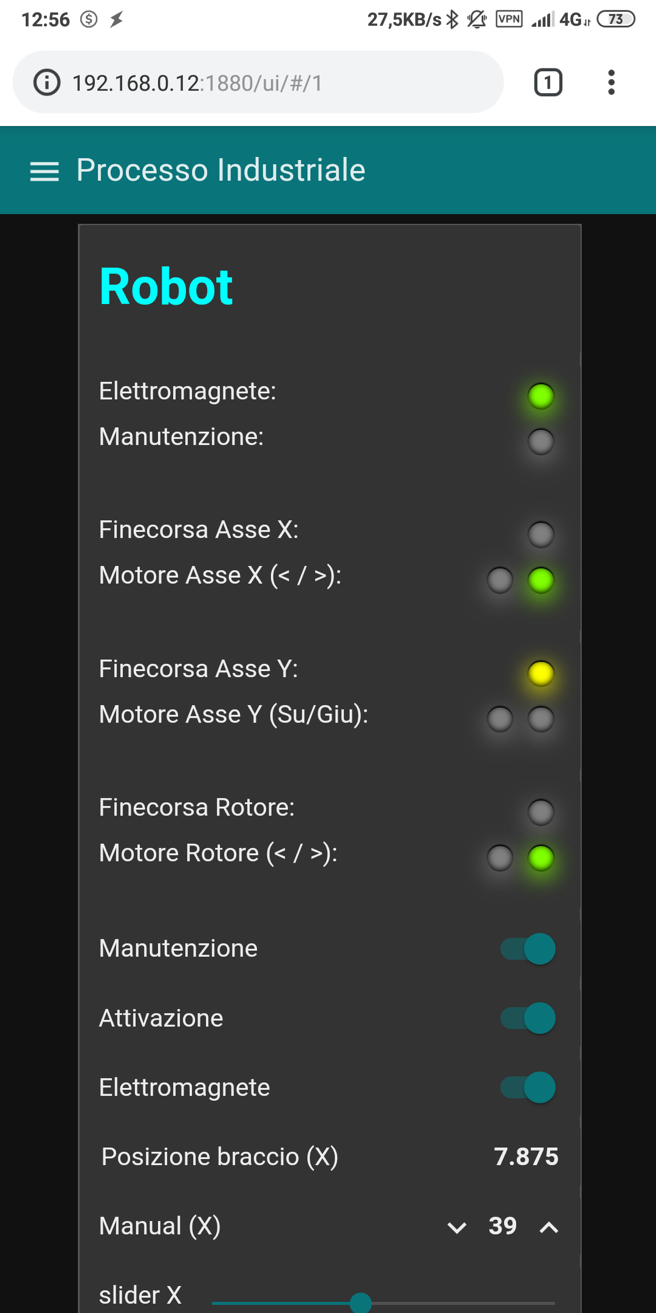 12:56 27,5KB/s VPN 4G 73
192.168.0.12:1880/ui/#/1 1
Processo Industriale
Robot
Elettromagnete:
Manutenzione:
Finecorsa Asse X:
Motore Asse X (< / >):
Finecorsa Asse Y:
Motore Asse Y (Su/Giu):
Finecorsa Rotore:
Motore Rotore (< / >):
Manutenzione
Attivazione
Elettromagnete
Posizione braccio (X) 7.875
Manual (X) 39
slider X